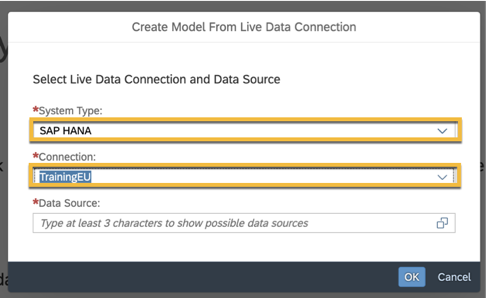 Create Model From Live Data Connection
Select Live Data Connection and Data Source
*System Type:
SAP HANA
*Connection:
TrainingEU
*Data Source:
Type at least 3 characters to show possible data sources
OK Cancel